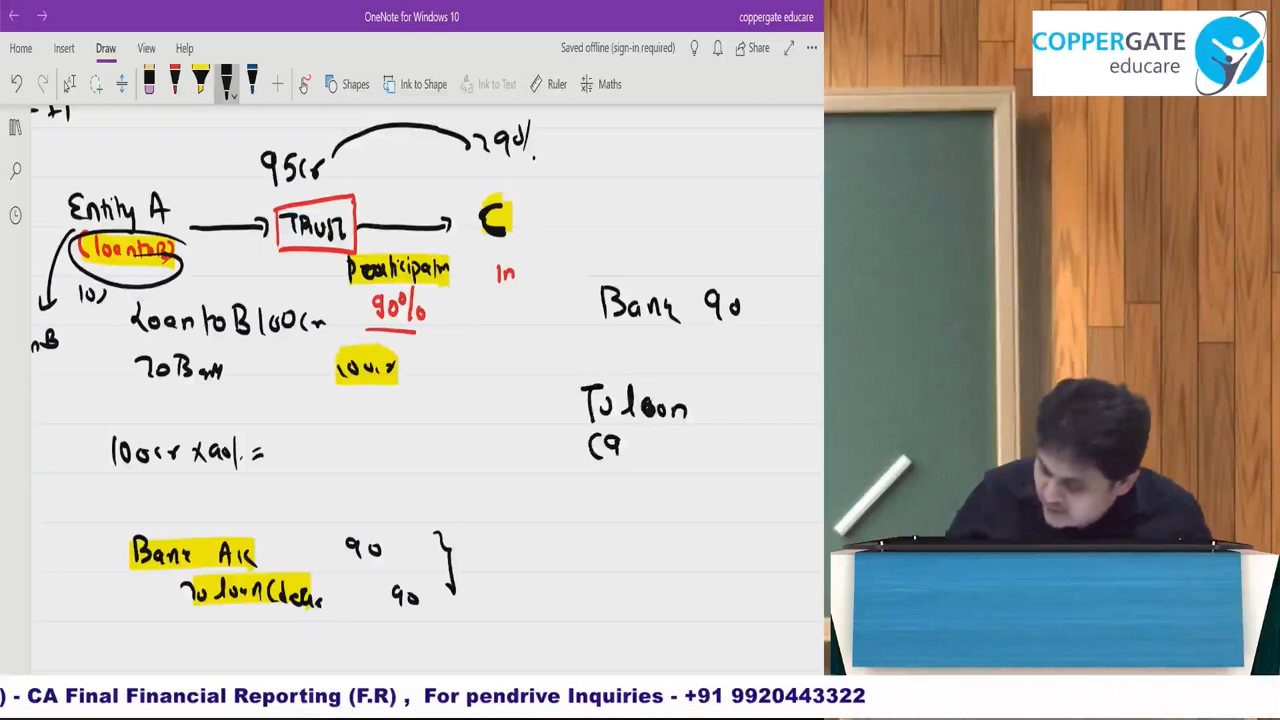 OneNote for Windows 10
coppergate educare
Home Insert Draw View Help
Saved offline (sign-in required)
Share
Shapes
Ink to Shape
Ink to Text
Ruler
Maths
COPPERGATE
educare
95cr
90%
Entity A
TRUST
C
In
90%
Loan to B 100cr
Bank 90
To Bank
To loan
100cr x 90% =
Bank A/c 90
To loan 90
) - CA Final Financial Reporting (F.R) , For pendrive Inquiries - +91 9920443322